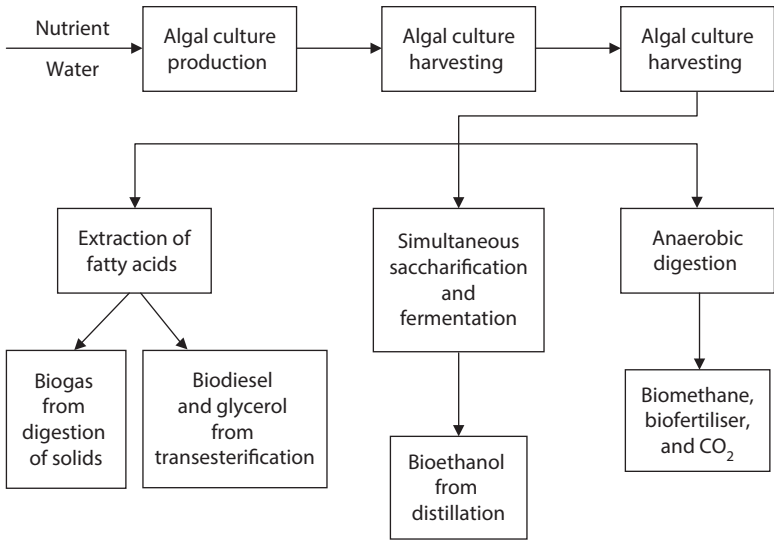 Nutrient
Water
Algal culture
production
Algal culture
harvesting
Algal culture
harvesting
Extraction of
fatty acids
Simultaneous
saccharification
and
fermentation
Anaerobic
digestion
Biogas
from
digestion
of solids
Biodiesel
and glycerol
from
transesterification
Bioethanol
from
distillation
Biomethane,
biofertiliser,
and CO₂